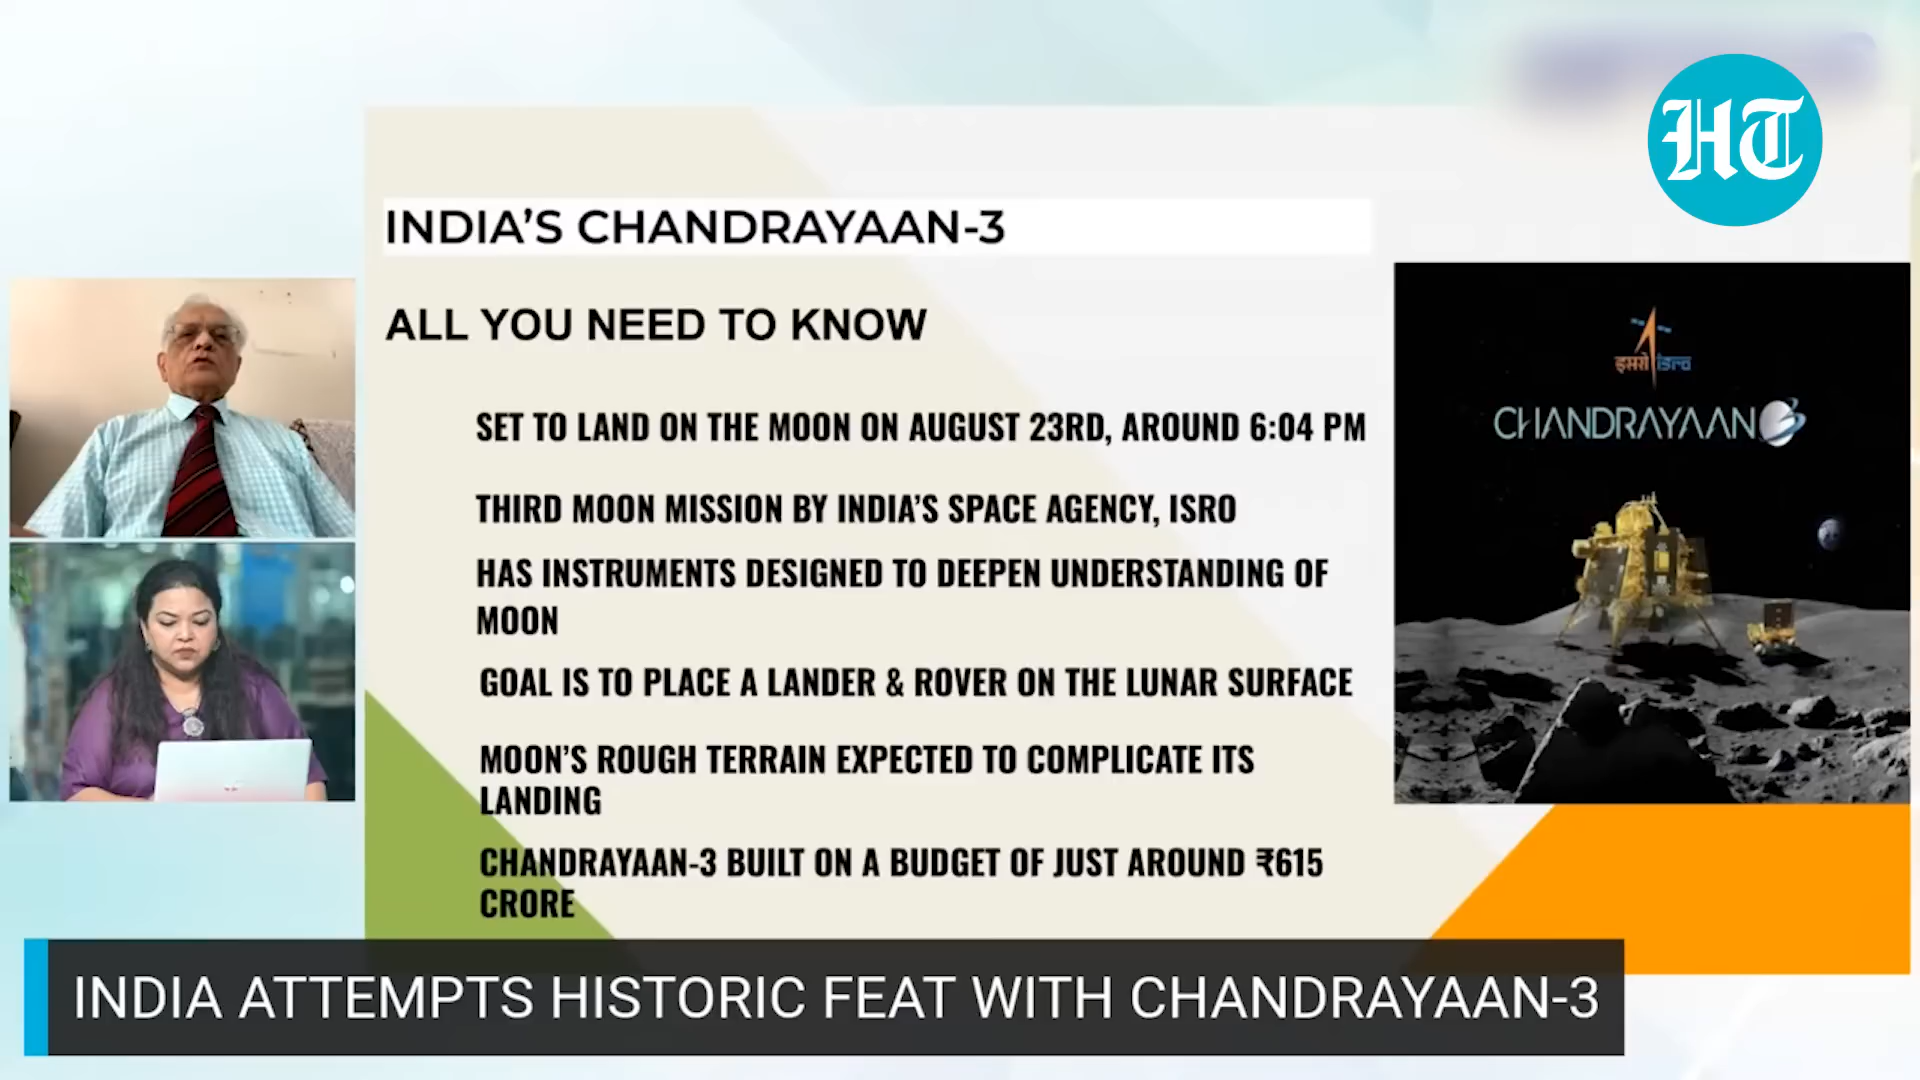 HT
INDIA'S CHANDRAYAAN-3
ALL YOU NEED TO KNOW
SET TO LAND ON THE MOON ON AUGUST 23RD, AROUND 6:04 PM
THIRD MOON MISSION BY INDIA'S SPACE AGENCY, ISRO
HAS INSTRUMENTS DESIGNED TO DEEPEN UNDERSTANDING OF
MOON
GOAL IS TO PLACE A LANDER & ROVER ON THE LUNAR SURFACE
MOON'S ROUGH TERRAIN EXPECTED TO COMPLICATE ITS
LANDING
CHANDRAYAAN-3 BUILT ON A BUDGET OF JUST AROUND ₹615
CRORE
इसरो isro
CHANDRAYAAN3
INDIA ATTEMPTS HISTORIC FEAT WITH CHANDRAYAAN-3